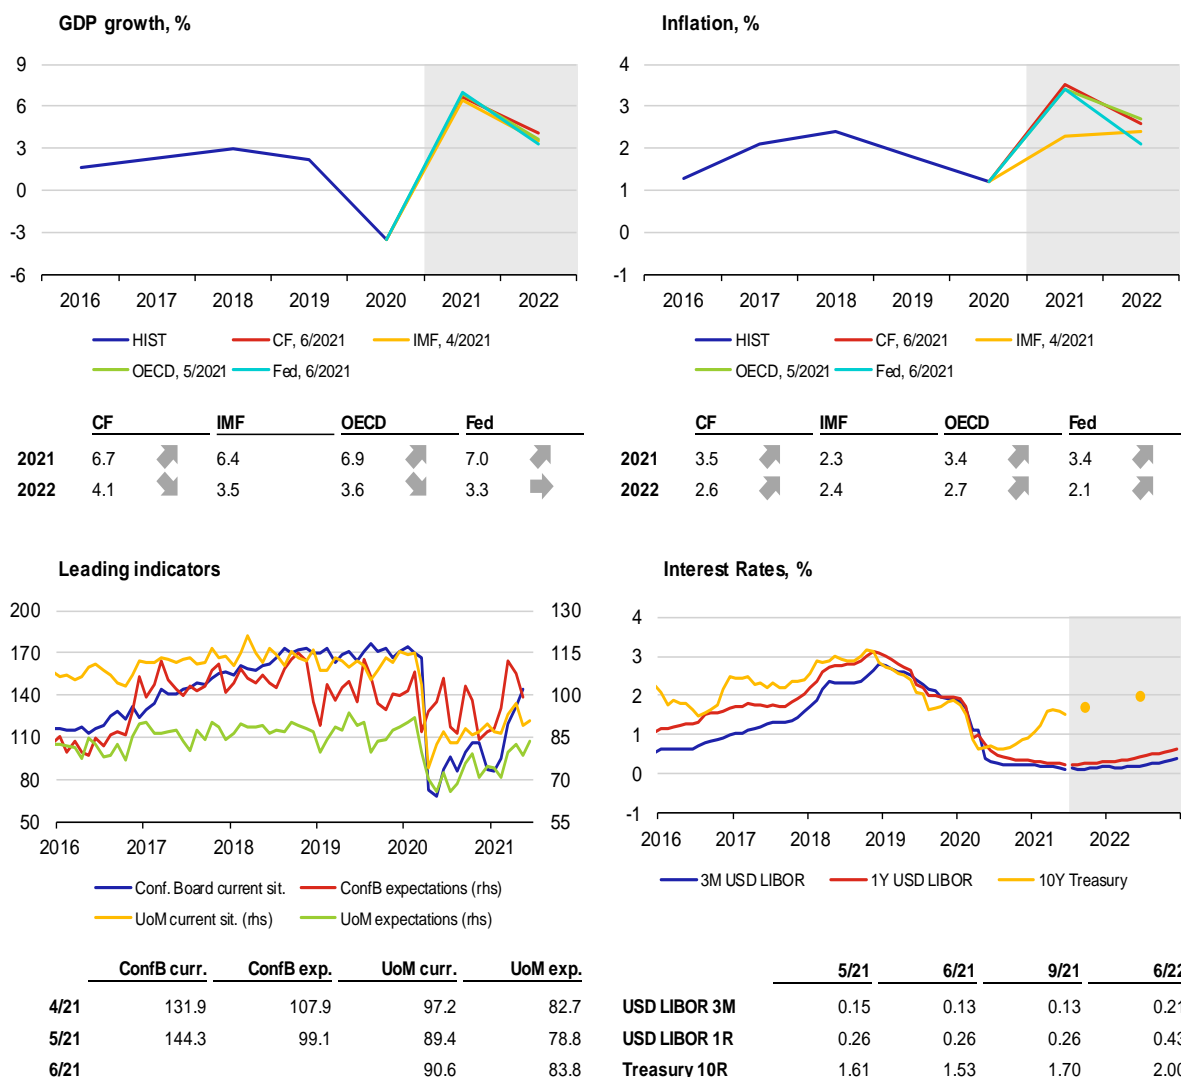 GDP growth, %
9
6
3
0
-3
-6
2016 2017 2018 2019 2020 2021 2022
HIST CF, 6/2021 IMF, 4/2021
OECD, 5/2021 Fed, 6/2021
CF IMF OECD Fed
2021 6.7 6.4 6.9 7.0
2022 4.1 3.5 3.6 3.3
Inflation, %
4
3
2
1
0
-1
2016 2017 2018 2019 2020 2021 2022
HIST CF, 6/2021 IMF, 4/2021
OECD, 5/2021 Fed, 6/2021
CF IMF OECD Fed
2021 3.5 2.3 3.4 3.4
2022 2.6 2.4 2.7 2.1
Leading indicators
200 130
170 115
140 100
110 85
80 70
50 55
2016 2017 2018 2019 2020 2021
Conf. Board current sit. ConfB expectations (rhs)
UoM current sit. (rhs) UoM expectations (rhs)
ConfB curr. ConfB exp. UoM curr. UoM exp.
4/21 131.9 107.9 97.2 82.7
5/21 144.3 99.1 89.4 78.8
6/21 90.6 83.8
Interest Rates, %
4
3
2
1
0
-1
2016 2017 2018 2019 2020 2021 2022
3M USD LIBOR 1Y USD LIBOR 10Y Treasury
5/21 6/21 9/21 6/22
USD LIBOR 3M 0.15 0.13 0.13 0.21
USD LIBOR 1R 0.26 0.26 0.26 0.43
Treasury 10R 1.61 1.53 1.70 2.00